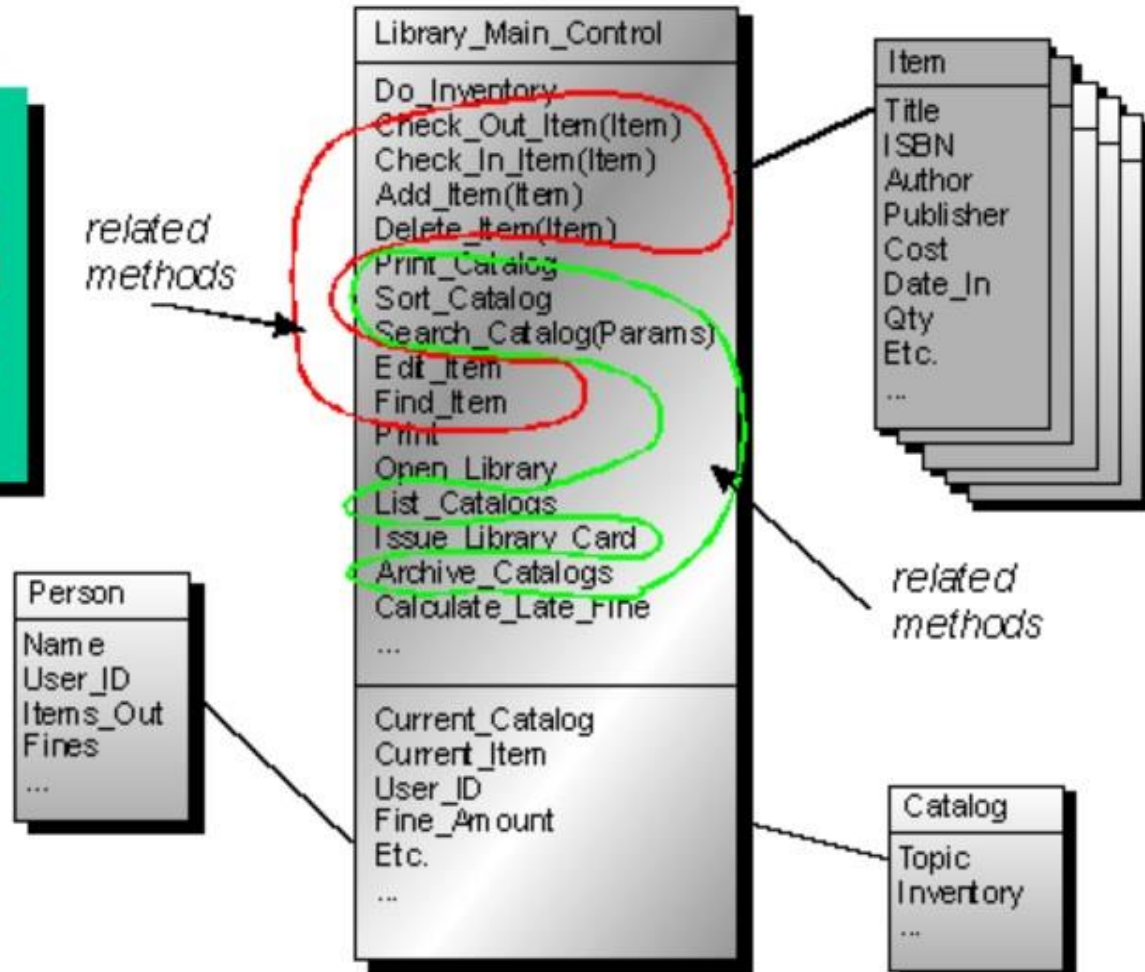 Library_Main_Control
Do_Inventory
Check_Out_Item(Item)
Check_In_Item(Item)
Add_Item(Item)
Delete_Item(Item)
Print_Catalog
Sort_Catalog
Search_Catalog(Params)
Edit_Item
Find_Item
Print
Open_Library
List_Catalogs
Issue_Library_Card
Archive_Catalogs
Calculate_Late_Fine
...
Current_Catalog
Current_Item
User_ID
Fine_Amount
Etc.
...
related
methods
Item
Title
ISBN
Author
Publisher
Cost
Date_In
Qty
Etc.
...
related
methods
Person
Name
User_ID
Items_Out
Fines
...
Catalog
Topic
Inventory
...